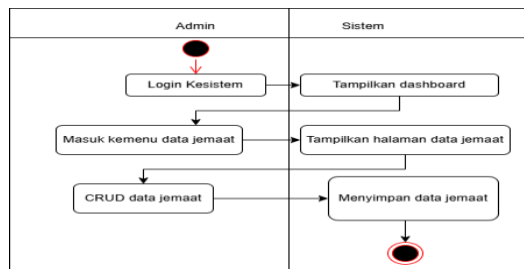 Admin
Sistem
Login Kesistem
Tampilkan dashboard
Masuk kemenu data jemaat
Tampilkan halaman data jemaat
CRUD data jemaat
Menyimpan data jemaat